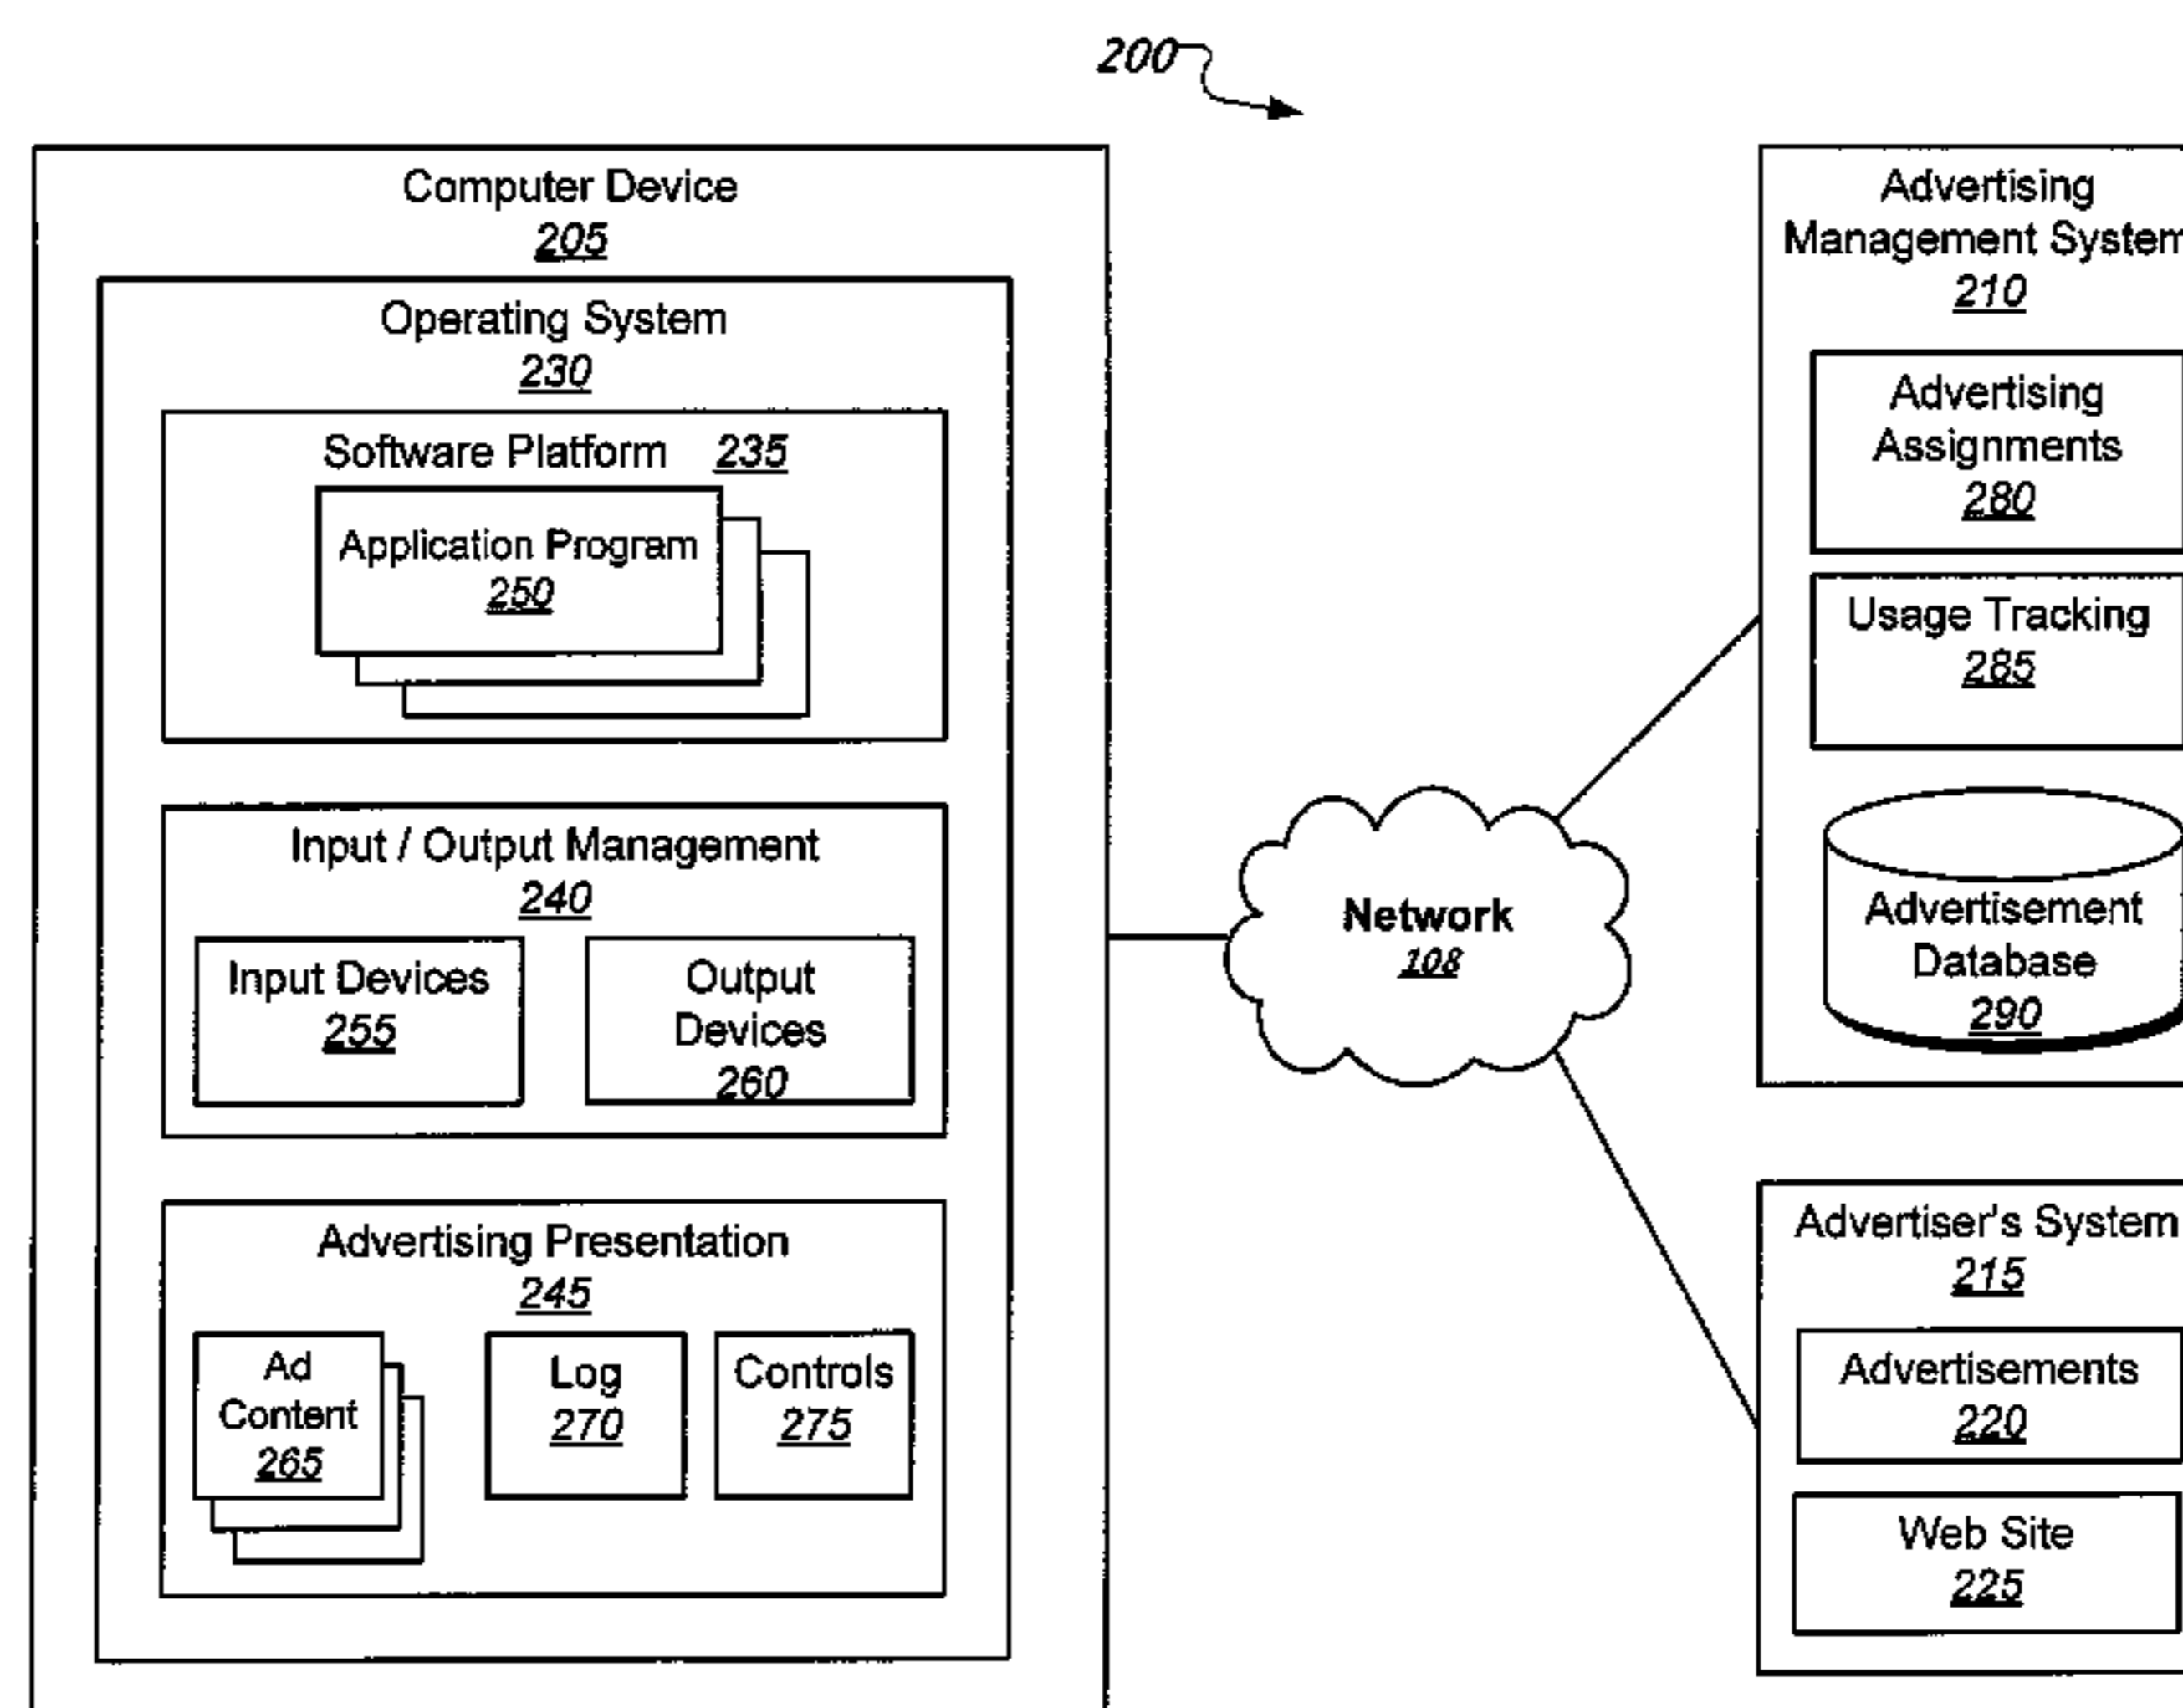 200
Computer Device
205
Operating System
230
Software Platform 235
Application Program
250
Input / Output Management
240
Input Devices
255
Output
Devices
260
Advertising Presentation
245
Ad
Content
265
Log
270
Controls
275
Network
108
Advertising
Management System
210
Advertising
Assignments
280
Usage Tracking
285
Advertisement
Database
290
Advertiser's System
215
Advertisements
220
Web Site
225